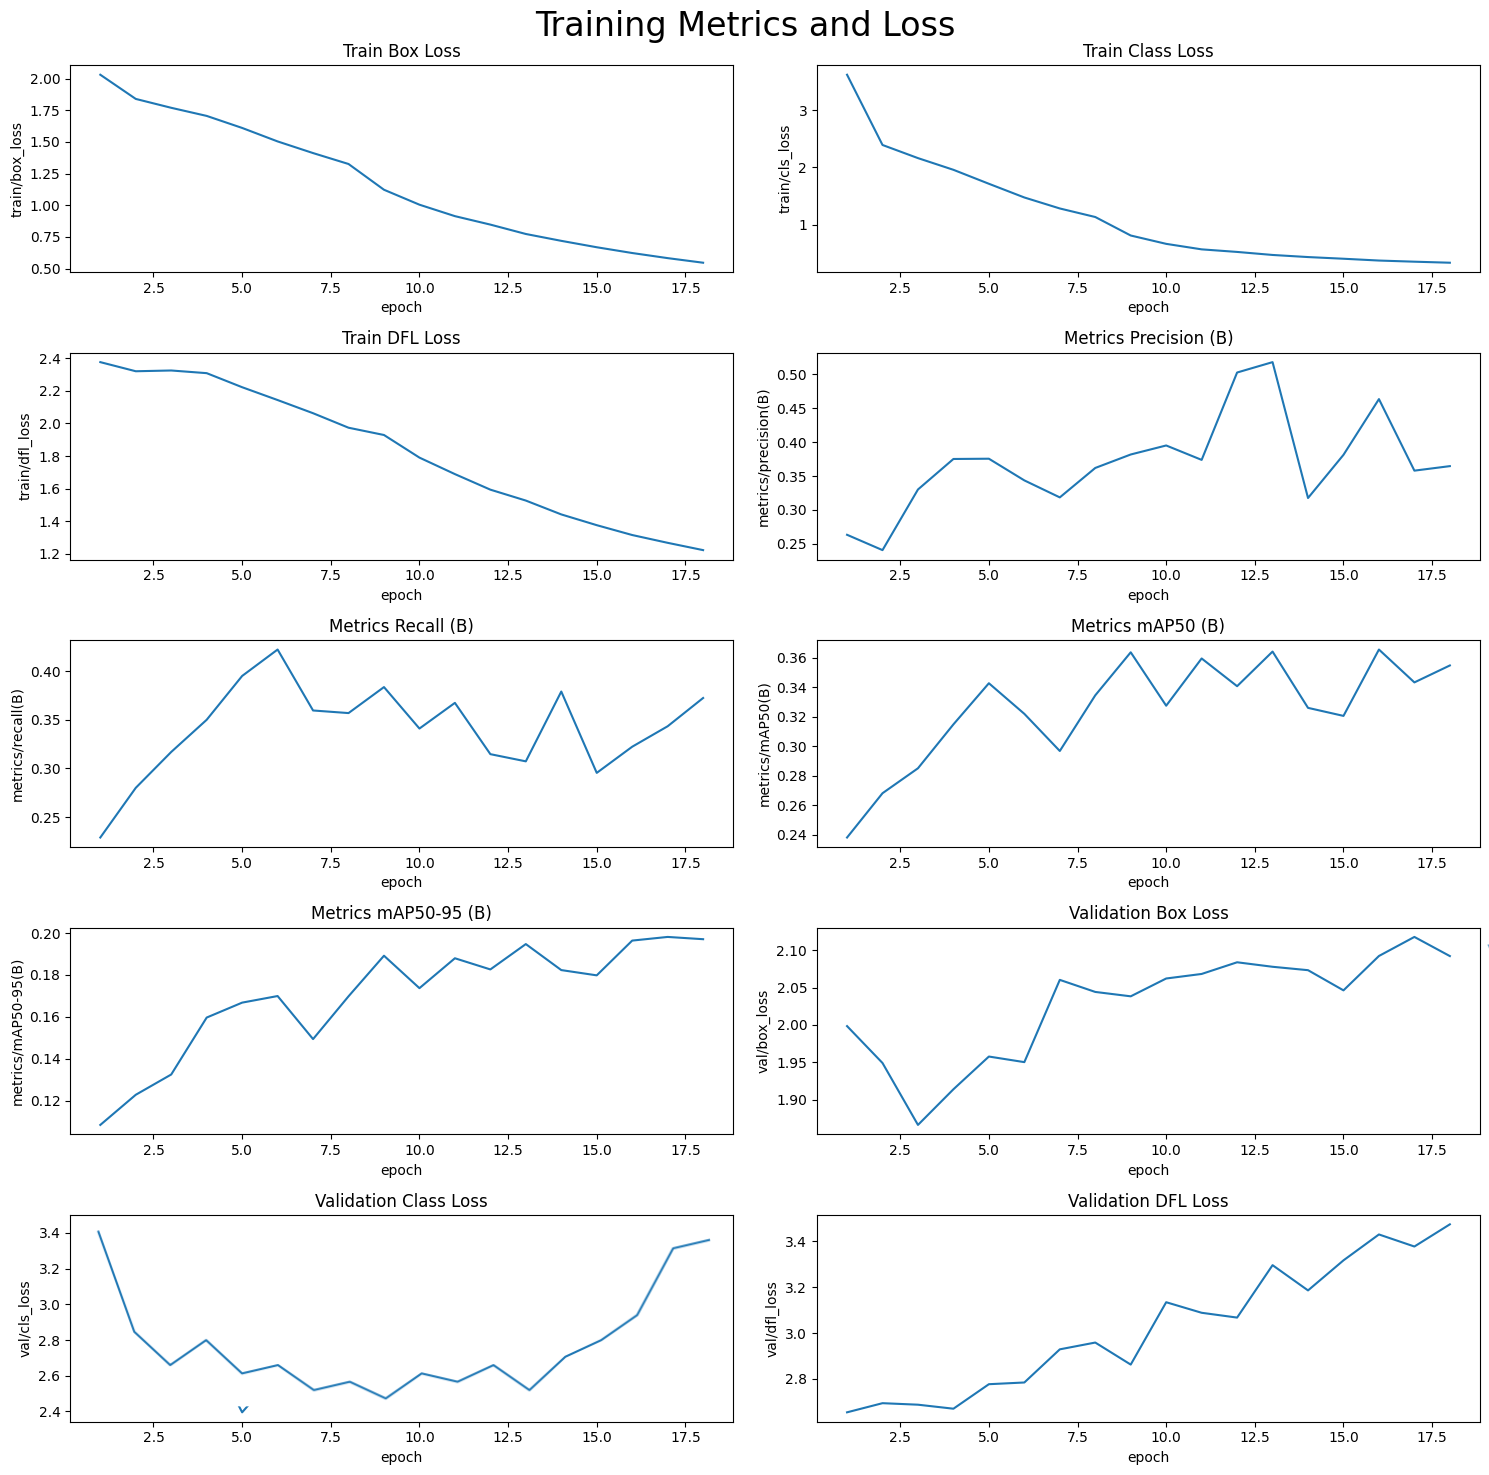 Training Metrics and Loss
Train Box Loss
train/box_loss
2.00
1.75
1.50
1.25
1.00
0.75
0.50
2.5 5.0 7.5 10.0 12.5 15.0 17.5
epoch
Train Class Loss
train/cls_loss
3
2
1
2.5 5.0 7.5 10.0 12.5 15.0 17.5
epoch
Train DFL Loss
train/dfl_loss
2.4
2.2
2.0
1.8
1.6
1.4
1.2
2.5 5.0 7.5 10.0 12.5 15.0 17.5
epoch
Metrics Precision (B)
metrics/precision(B)
0.50
0.45
0.40
0.35
0.30
0.25
2.5 5.0 7.5 10.0 12.5 15.0 17.5
epoch
Metrics Recall (B)
metrics/recall(B)
0.40
0.35
0.30
0.25
2.5 5.0 7.5 10.0 12.5 15.0 17.5
epoch
Metrics mAP50 (B)
metrics/mAP50(B)
0.36
0.34
0.32
0.30
0.28
0.26
0.24
2.5 5.0 7.5 10.0 12.5 15.0 17.5
epoch
Metrics mAP50-95 (B)
metrics/mAP50-95(B)
0.20
0.18
0.16
0.14
0.12
2.5 5.0 7.5 10.0 12.5 15.0 17.5
epoch
Validation Box Loss
val/box_loss
2.10
2.05
2.00
1.95
1.90
2.5 5.0 7.5 10.0 12.5 15.0 17.5
epoch
Validation Class Loss
val/cls_loss
3.4
3.2
3.0
2.8
2.6
2.4
2.5 5.0 7.5 10.0 12.5 15.0 17.5
epoch
Validation DFL Loss
val/dfl_loss
3.4
3.2
3.0
2.8
2.5 5.0 7.5 10.0 12.5 15.0 17.5
epoch